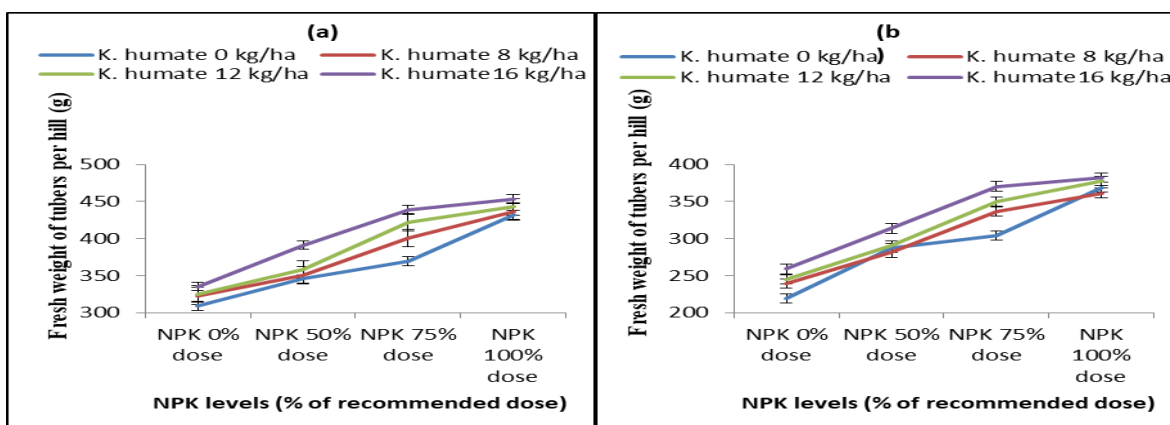 (a)
K. humate 0 kg/ha K. humate 8 kg/ha
K. humate 12 kg/ha K. humate16 kg/ha
Fresh weight of tubers per hill (g)
500
450
400
350
300
NPK 0% NPK 50% NPK 75% NPK
dose dose dose 100%
dose
NPK levels (% of recommended dose)
(b
)
K. humate 0 kg/ha K. humate 8 kg/ha
K. humate 12 kg/ha K. humate16 kg/ha
Fresh weight of tubers per hill (g)
400
350
300
250
200
NPK 0% NPK 50% NPK 75% NPK
dose dose dose 100%
dose
NPK levels (% of recommended dose)